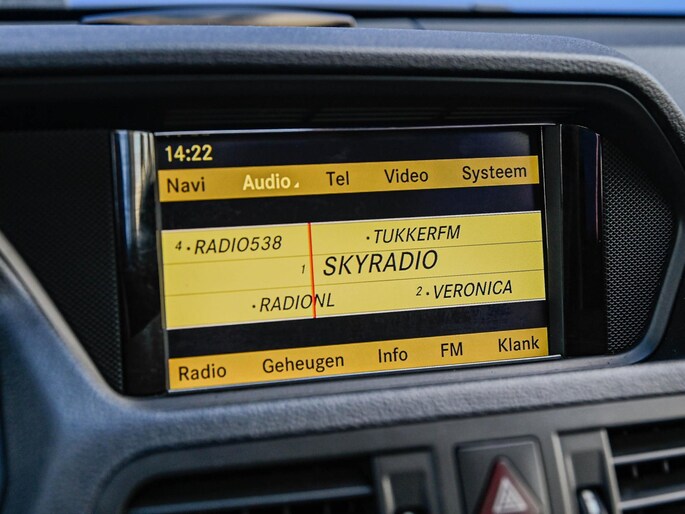 14:22
Navi Audio Tel Video Systeem
4 • RADIO538 • TUKKERFM
1 SKYRADIO
• RADIONL 2 • VERONICA
Radio Geheugen Info FM Klank